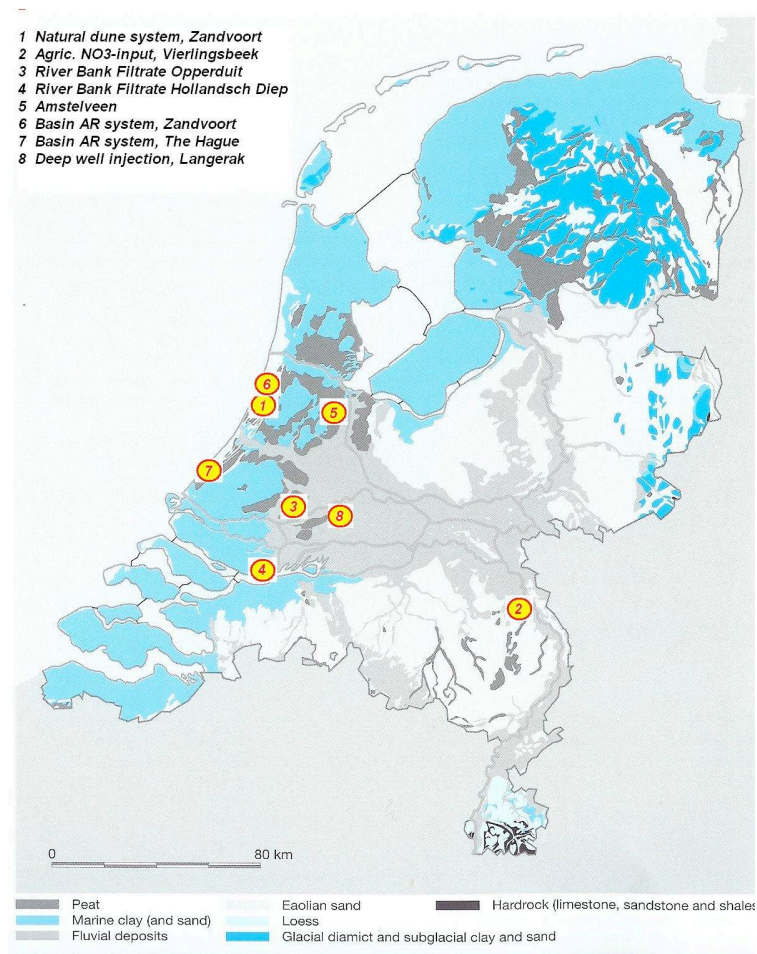 1 Natural dune system, Zandvoort
2 Agric. NO3-input, Vierlingsbeek
3 River Bank Filtrate Opperduit
4 River Bank Filtrate Hollandsch Diep
5 Amstelveen
6 Basin AR system, Zandvoort
7 Basin AR system, The Hague
8 Deep well injection, Langerak
6
1
5
7
3
8
4
2
0 80 km
Peat Eaolian sand Hardrock (limestone, sandstone and shales
Marine clay (and sand) Loess
Fluvial deposits Glacial diamict and subglacial clay and sand